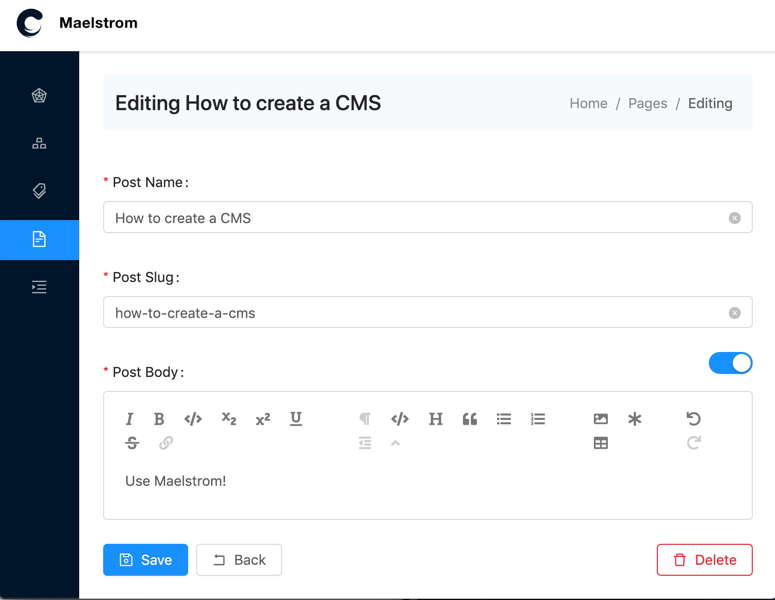 Maelstrom
Editing How to create a CMS
Home / Pages / Editing
* Post Name:
How to create a CMS
* Post Slug:
how-to-create-a-cms
* Post Body:
Use Maelstrom!
Save
Back
Delete